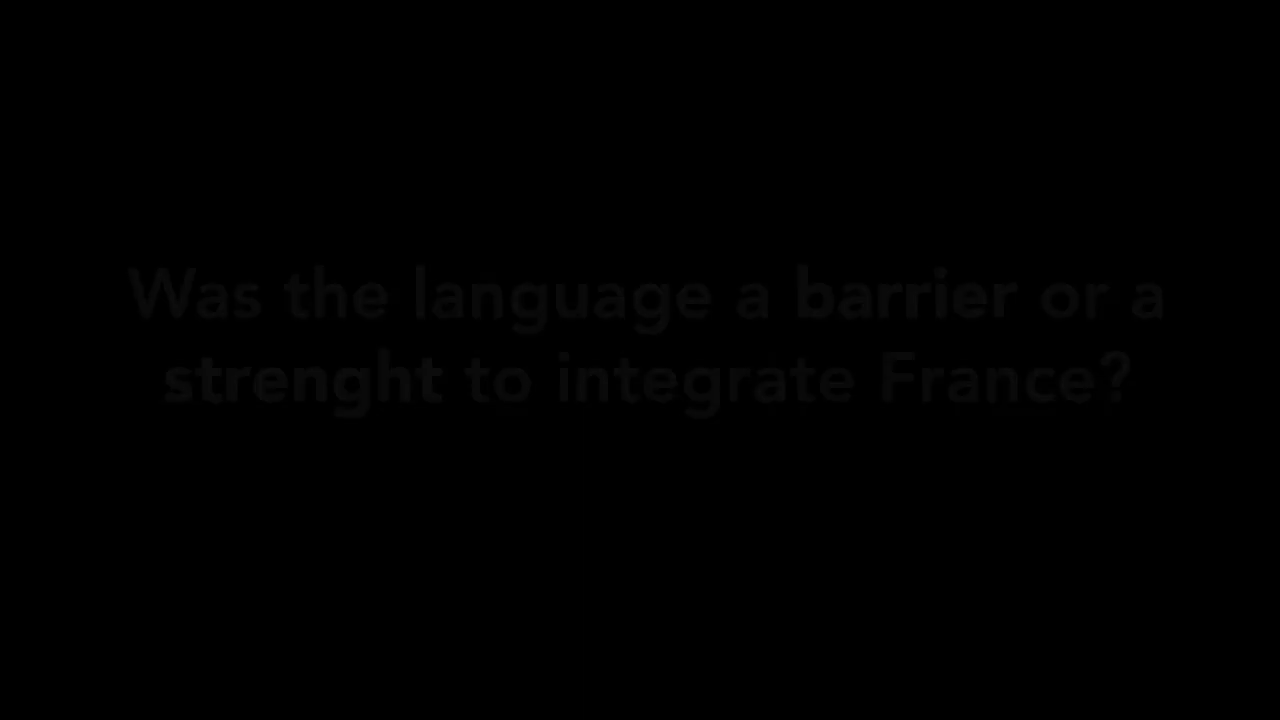 Was the language a barrier or a
strenght to integrate France?